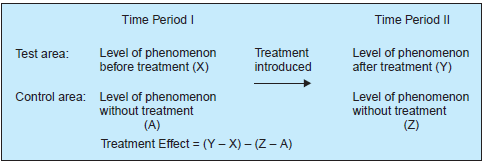 Time Period I Time Period II
Test area: Level of phenomenon Treatment Level of phenomenon
before treatment (X) introduced after treatment (Y)
Control area: Level of phenomenon Level of phenomenon
without treatment without treatment
(A) (Z)
Treatment Effect = (Y – X) – (Z – A)